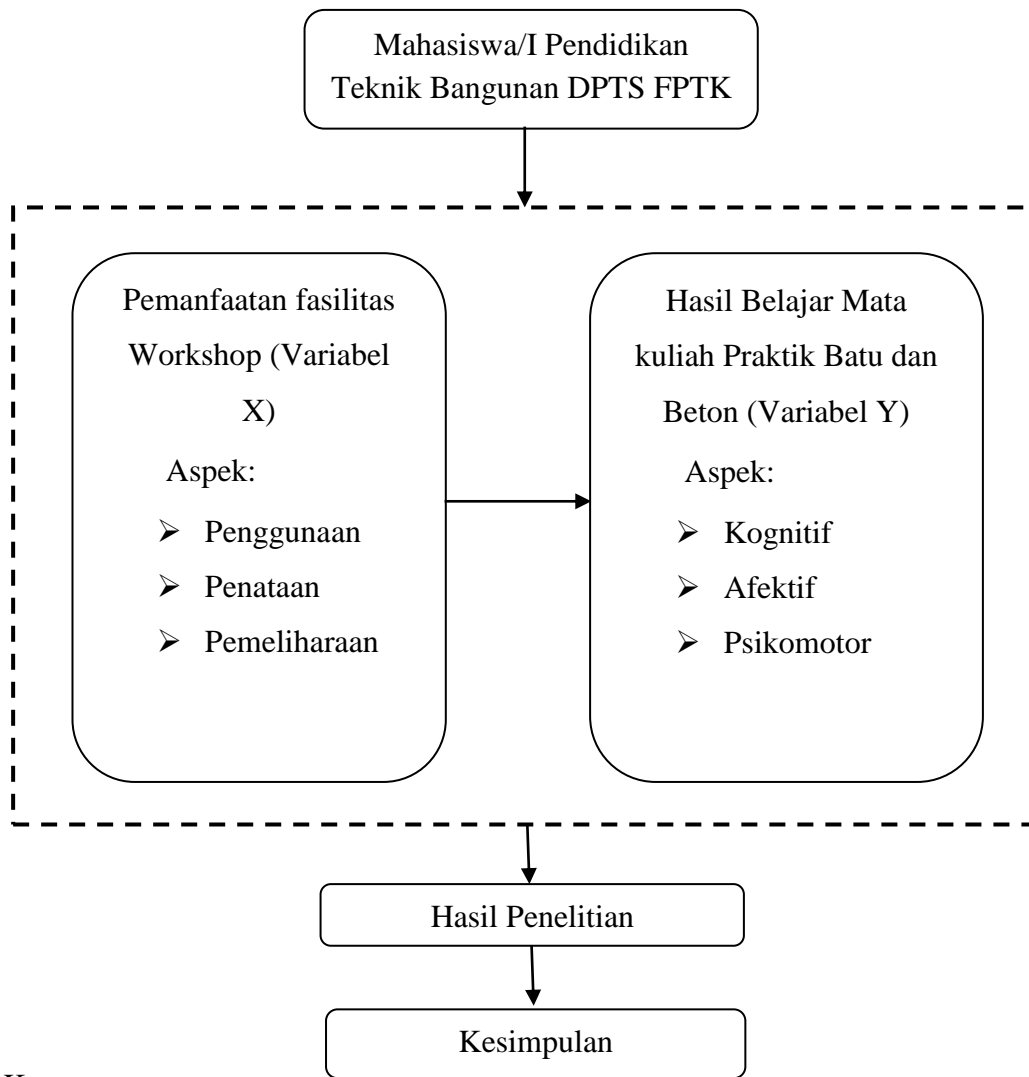 Mahasiswa/I Pendidikan
Teknik Bangunan DPTS FPTK
Pemanfaatan fasilitas
Workshop (Variabel
X)
Aspek:
➢ Penggunaan
➢ Penataan
➢ Pemeliharaan
Hasil Belajar Mata
kuliah Praktik Batu dan
Beton (Variabel Y)
Aspek:
➢ Kognitif
➢ Afektif
➢ Psikomotor
Hasil Penelitian
Kesimpulan